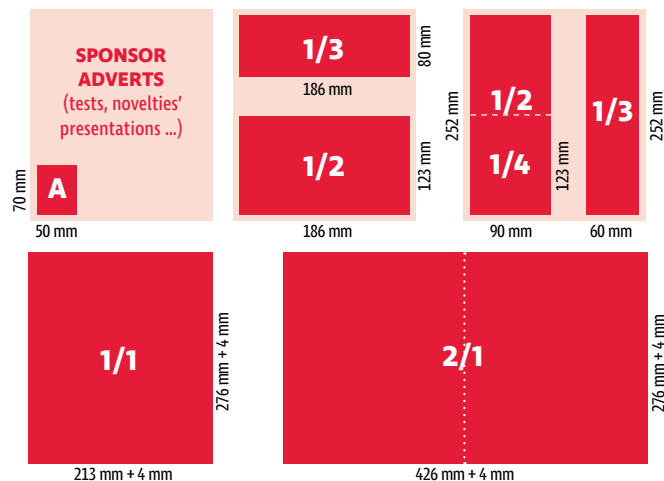 SPONSOR
ADVERTS
(tests, novelties'
presentations ...)
A
70 mm
50 mm
1/3
80 mm
186 mm
1/2
123 mm
186 mm
252 mm
1/2
1/4
123 mm
90 mm
1/3
252 mm
60 mm
1/1
276 mm + 4 mm
213 mm + 4 mm
2/1
276 mm + 4 mm
426 mm + 4 mm